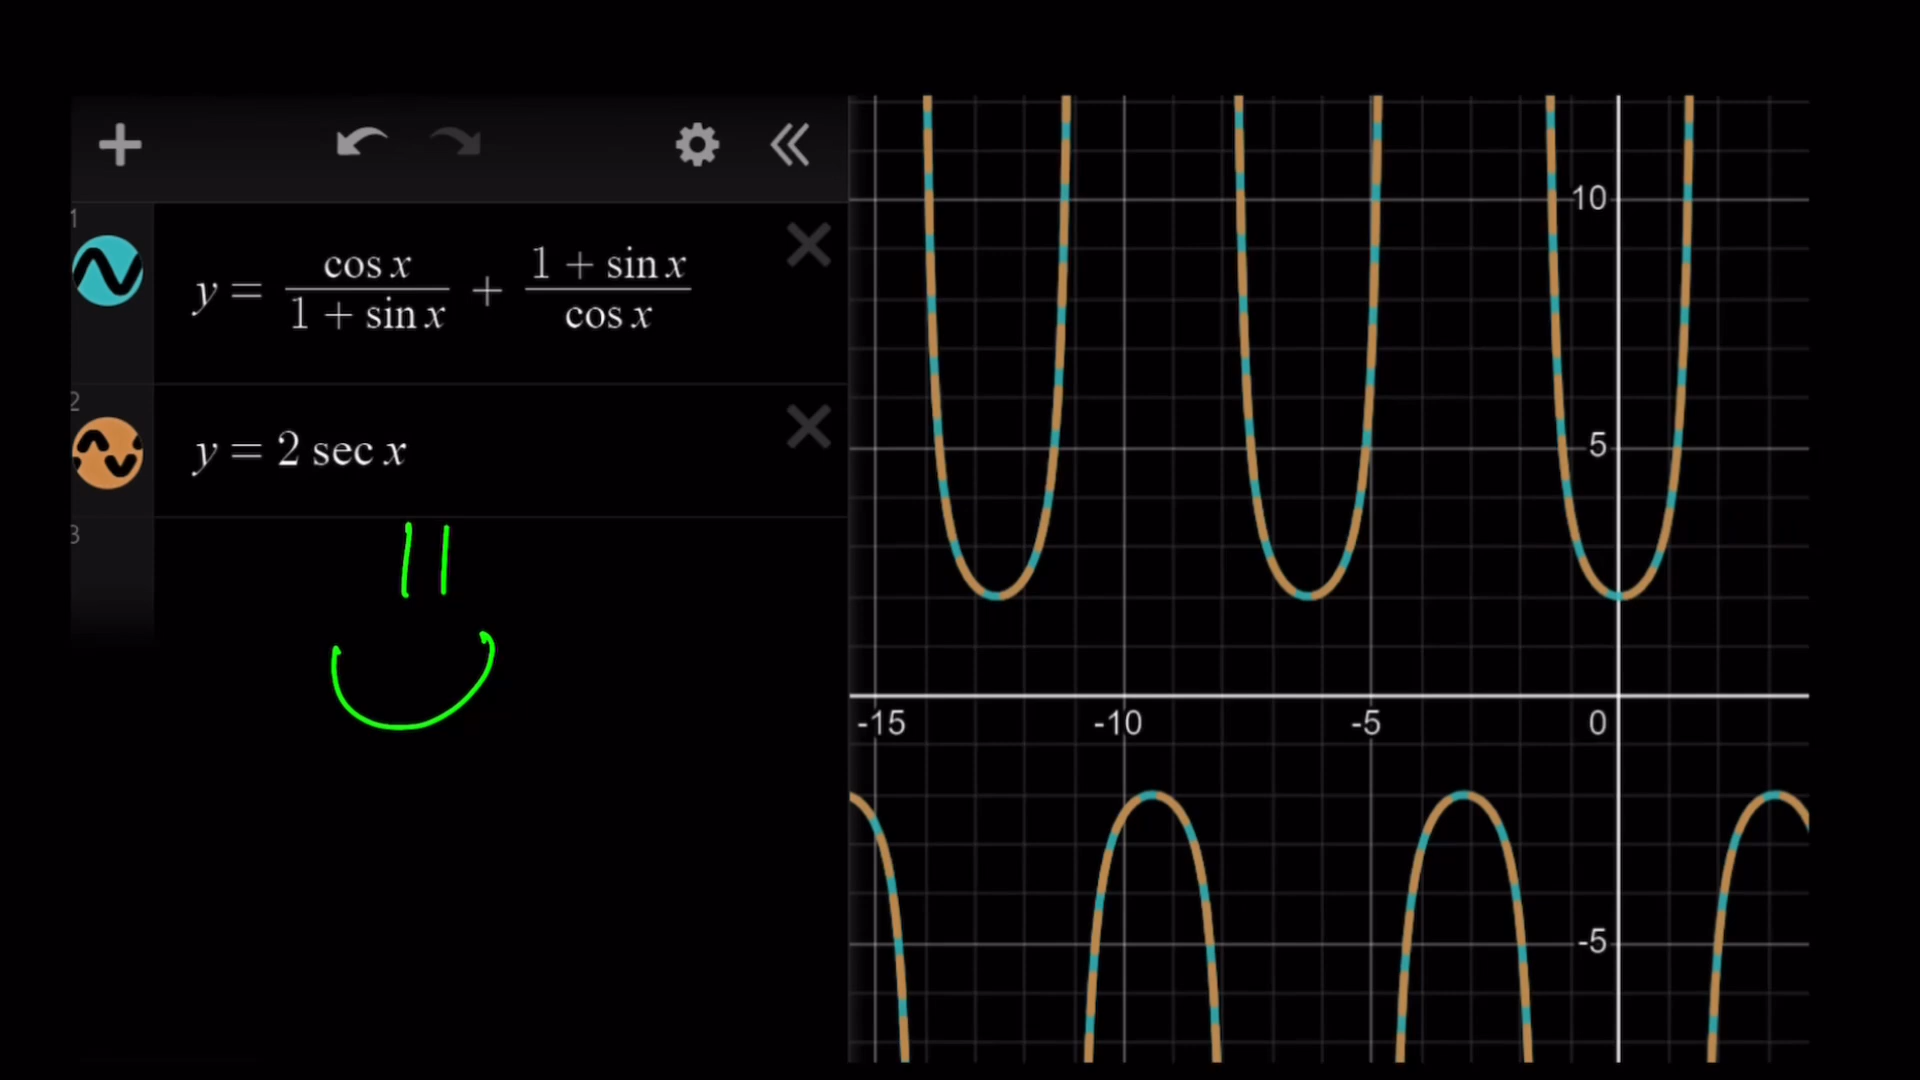 1
y = cos x / (1 + sin x) + (1 + sin x) / cos x
2
y = 2 sec x
3
10
5
-15 -10 -5 0
-5